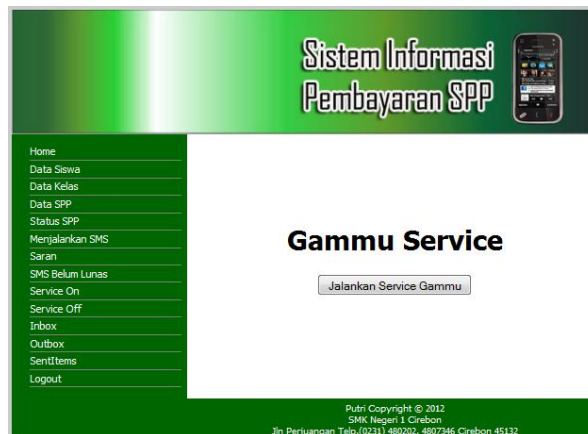 Sistem Informasi
Pembayaran SPP
Home
Data Siswa
Data Kelas
Data SPP
Status SPP
Menjalankan SMS
Saran
SMS Belum Lunas
Service On
Service Off
Inbox
Outbox
SentItems
Logout
Gammu Service
Jalankan Service Gammu
Putri Copyright © 2012
SMK Negeri 1 Cirebon
Jln Perjuangan Telp.(0231) 480202, 4807346 Cirebon 45132